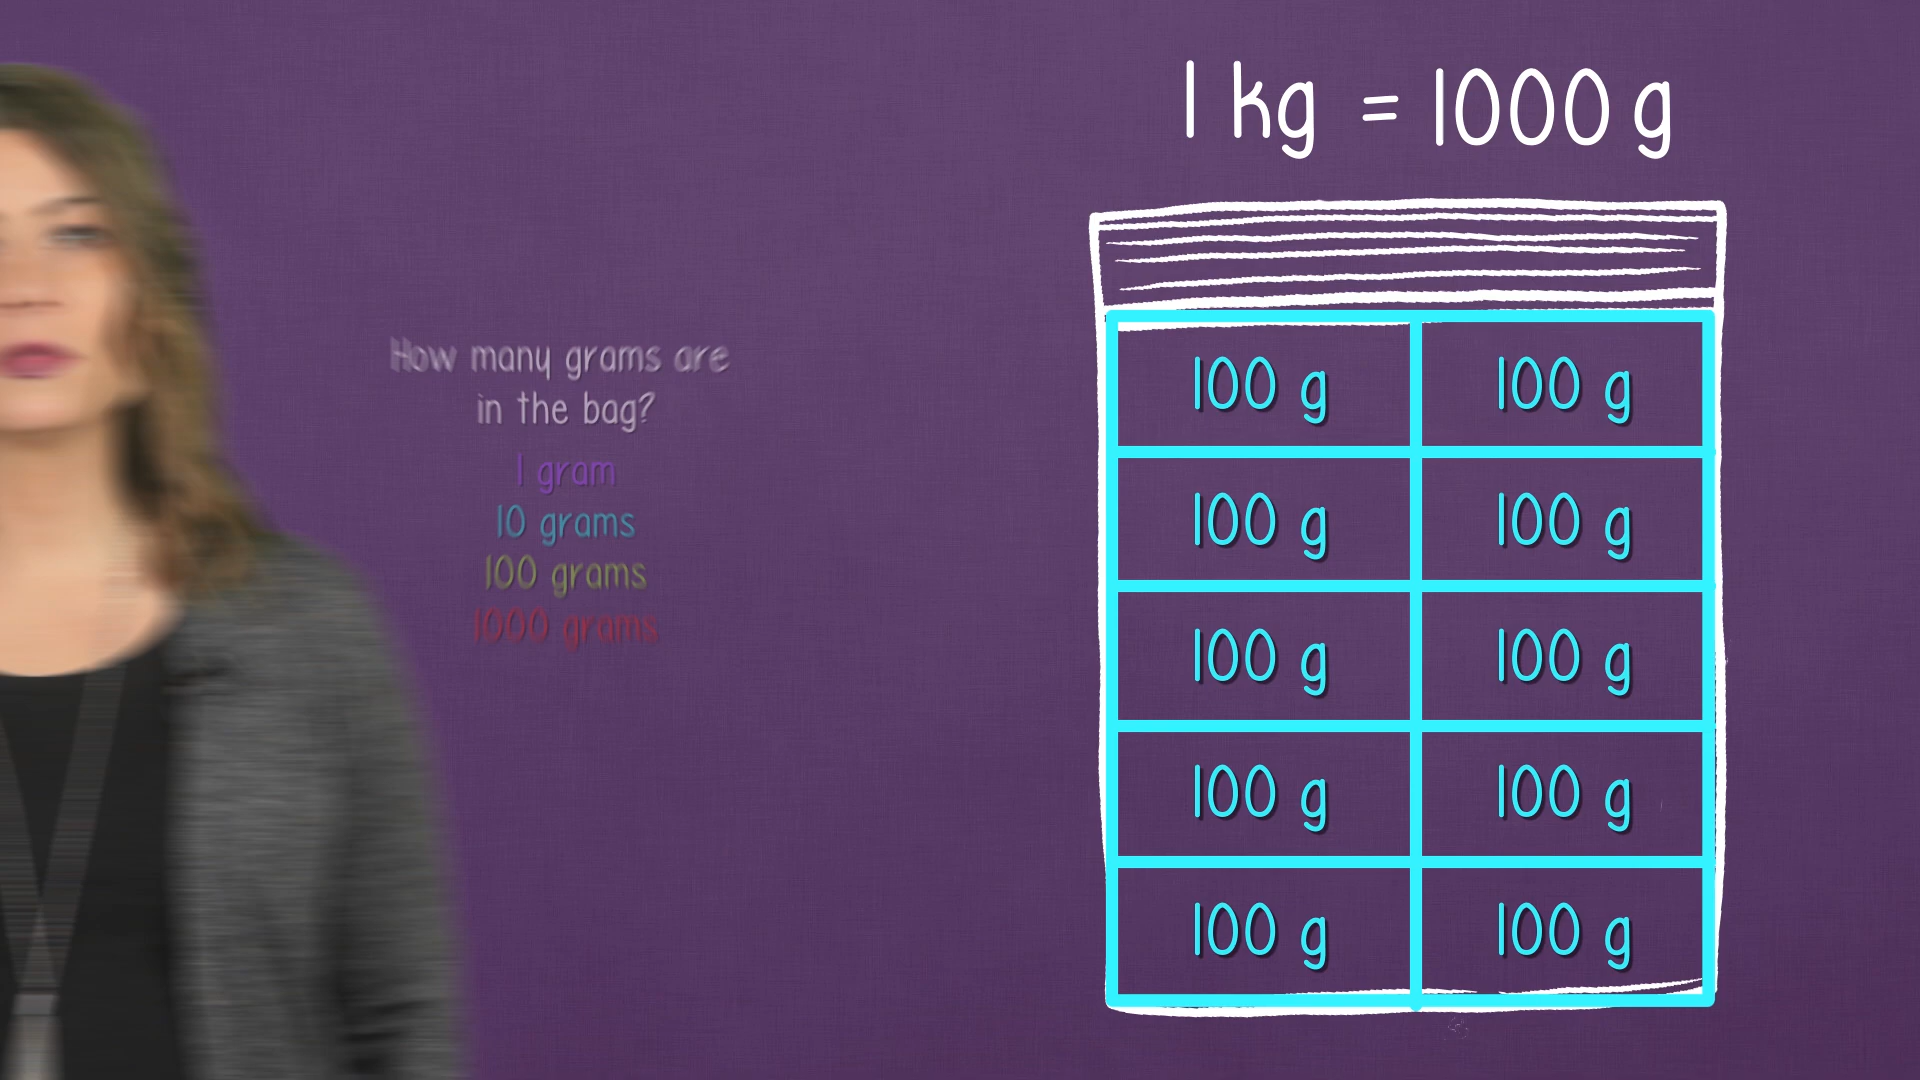 1 kg = 1000 g
How many grams are
in the bag?
1 gram
10 grams
100 grams
1000 grams
100 g 100 g
100 g 100 g
100 g 100 g
100 g 100 g
100 g 100 g